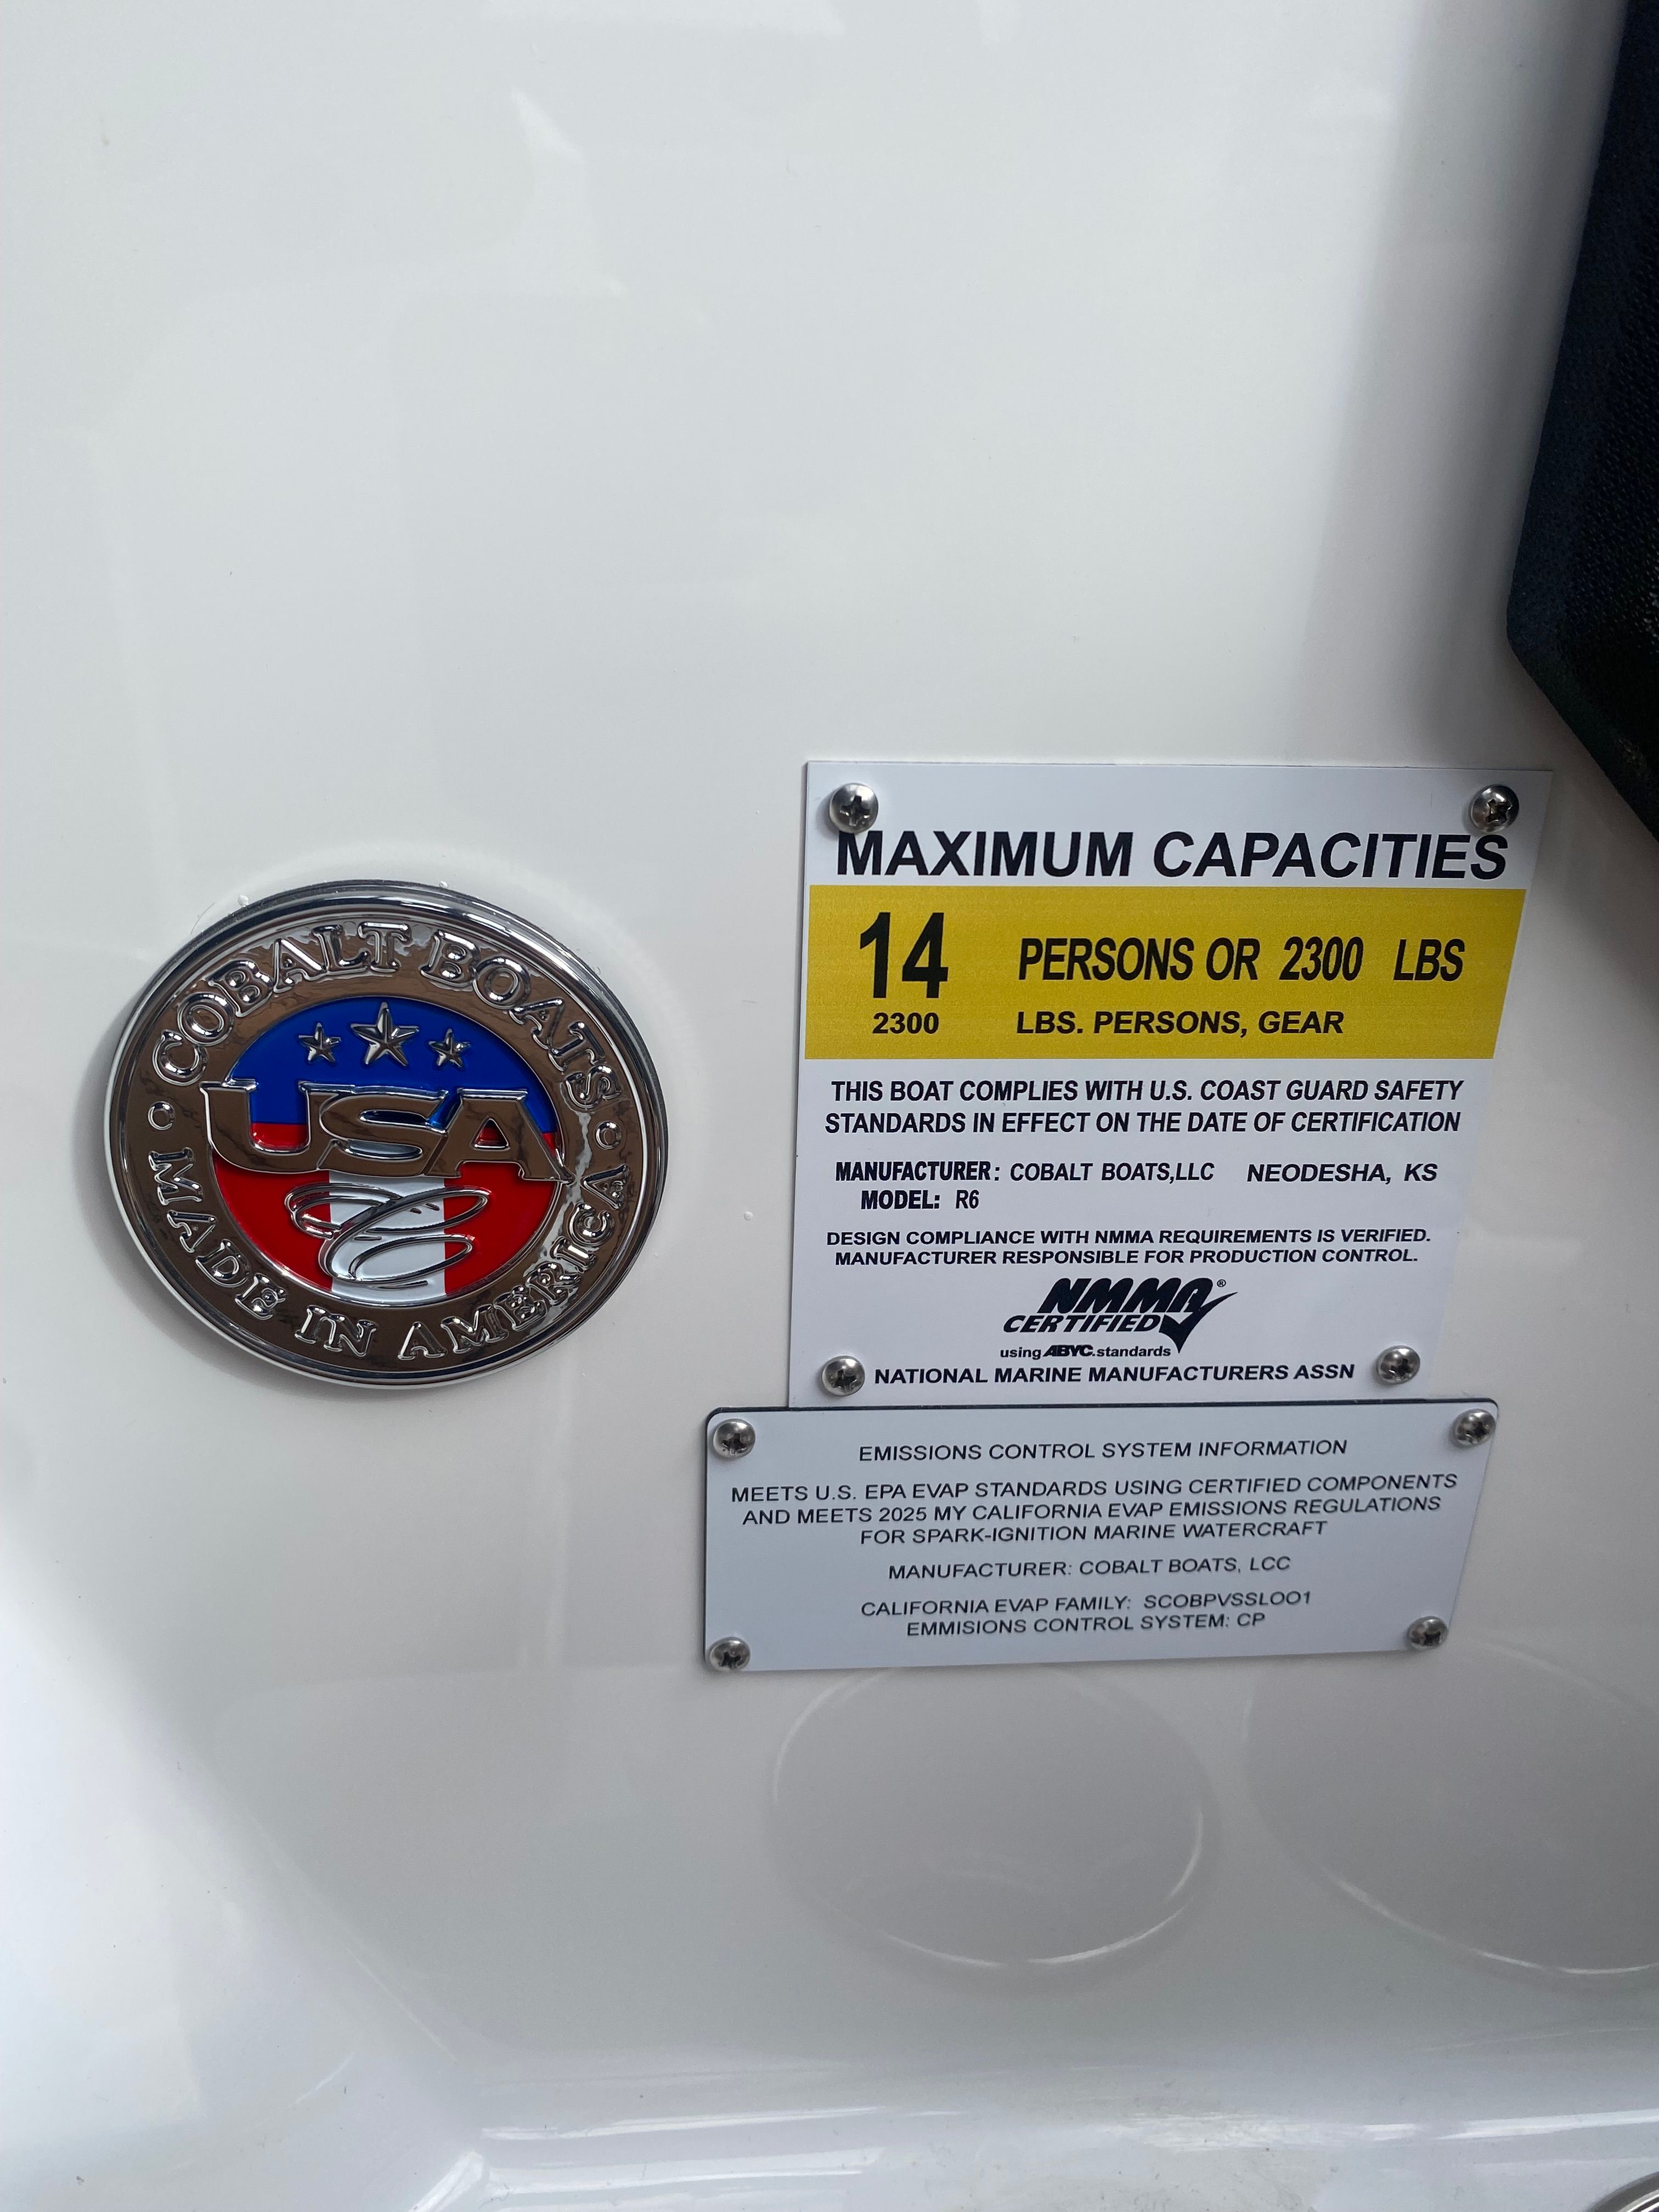 COBALT BOATS
USA
MADE IN AMERICA
MAXIMUM CAPACITIES
14 PERSONS OR 2300 LBS
2300 LBS. PERSONS, GEAR
THIS BOAT COMPLIES WITH U.S. COAST GUARD SAFETY
STANDARDS IN EFFECT ON THE DATE OF CERTIFICATION
MANUFACTURER: COBALT BOATS,LLC NEODESHA, KS
MODEL: R6
DESIGN COMPLIANCE WITH NMMA REQUIREMENTS IS VERIFIED.
MANUFACTURER RESPONSIBLE FOR PRODUCTION CONTROL.
NMMA®
CERTIFIED
using ABYC. standards
NATIONAL MARINE MANUFACTURERS ASSN
EMISSIONS CONTROL SYSTEM INFORMATION
MEETS U.S. EPA EVAP STANDARDS USING CERTIFIED COMPONENTS
AND MEETS 2025 MY CALIFORNIA EVAP EMISSIONS REGULATIONS
FOR SPARK-IGNITION MARINE WATERCRAFT
MANUFACTURER: COBALT BOATS, LCC
CALIFORNIA EVAP FAMILY: SCOBPVSSLOO1
EMMISIONS CONTROL SYSTEM: CP